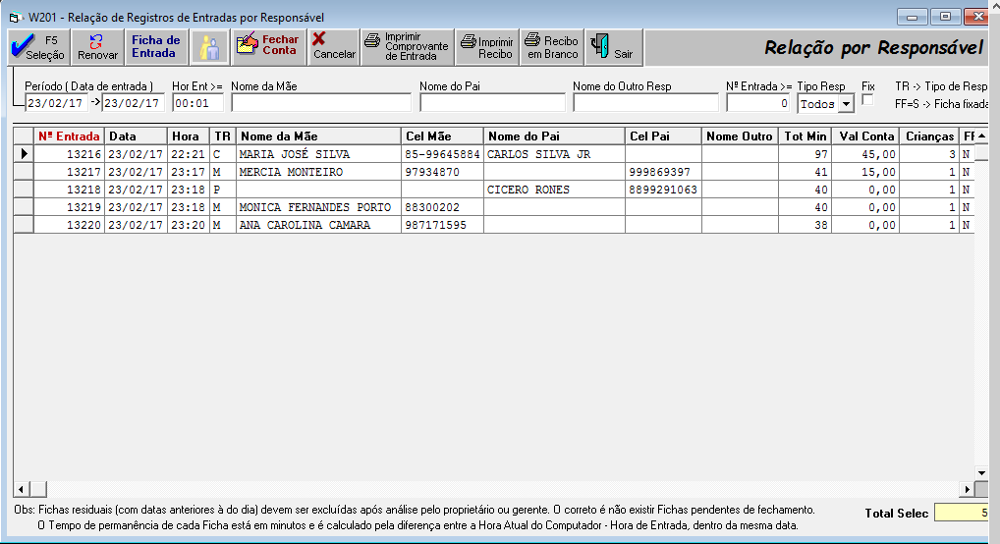 W201 - Relação de Registros de Entradas por Responsável
F5 Seleção Renovar Ficha de Entrada Fechar Conta Cancelar Imprimir Comprovante de Entrada Imprimir Recibo Recibo em Branco Sair Relação por Responsável
Período ( Data de entrada ) Hor Ent >= Nome da Mãe Nome do Pai Nome do Outro Resp Nº Entrada >= Tipo Resp Fix TR -> Tipo de Resp
23/02/17 -> 23/02/17 00:01 0 Todos FF=S -> Ficha fixada
Nº Entrada Data Hora TR Nome da Mãe Cel Mãe Nome do Pai Cel Pai Nome Outro Tot Min Val Conta Crianças FF
13216 23/02/17 22:21 C MARIA JOSÉ SILVA 85-99645884 CARLOS SILVA JR 97 45,00 3 N
13217 23/02/17 23:17 M MERCIA MONTEIRO 97934870 999869397 41 15,00 1 N
13218 23/02/17 23:18 P CICERO RONES 8899291063 40 0,00 1 N
13219 23/02/17 23:18 M MONICA FERNANDES PORTO 88300202 40 0,00 1 N
13220 23/02/17 23:20 M ANA CAROLINA CAMARA 987171595 38 0,00 1 N
Obs: Fichas residuais (com datas anteriores à do dia) devem ser excluídas após análise pelo proprietário ou gerente. O correto é não existir Fichas pendentes de fechamento.
O Tempo de permanência de cada Ficha está em minutos e é calculado pela diferença entre a Hora Atual do Computador - Hora de Entrada, dentro da mesma data.
Total Selec 5